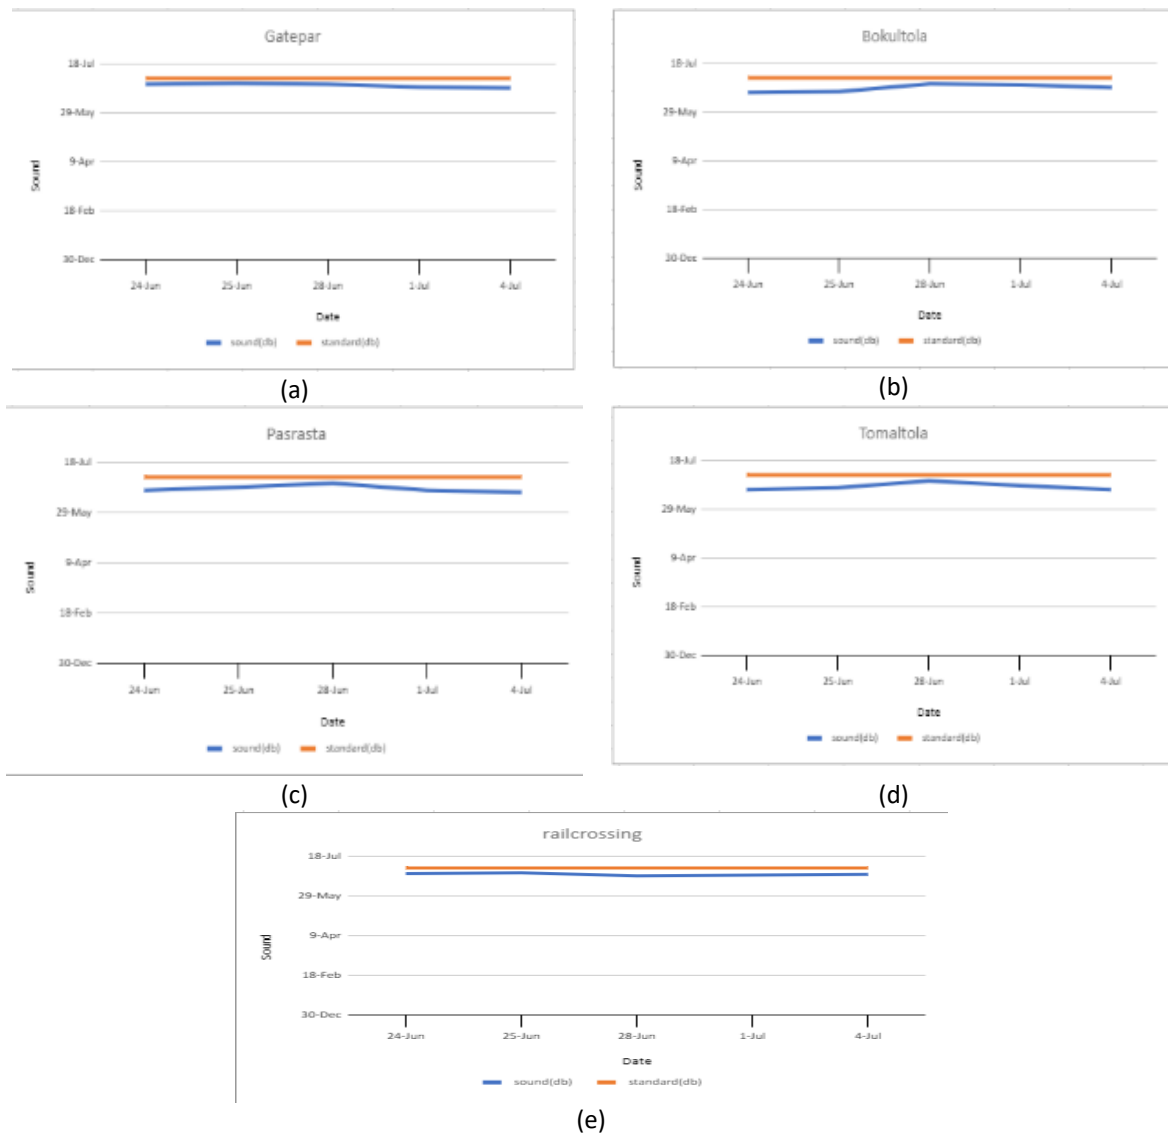 Gatepar
18-Jul
29-May
9-Apr
18-Feb
30-Dec
Sound
24-Jun 25-Jun 28-Jun 1-Jul 4-Jul
Date
sound(db) standard(db)
(a)
Bokultola
18-Jul
29-May
9-Apr
18-Feb
30-Dec
Sound
24-Jun 25-Jun 28-Jun 1-Jul 4-Jul
Date
sound(db) standard(db)
(b)
Pasrasta
18-Jul
29-May
9-Apr
18-Feb
30-Dec
Sound
24-Jun 25-Jun 28-Jun 1-Jul 4-Jul
Date
sound(db) standard(db)
(c)
Tomaltola
18-Jul
29-May
9-Apr
18-Feb
30-Dec
Sound
24-Jun 25-Jun 28-Jun 1-Jul 4-Jul
Date
sound(db) standard(db)
(d)
railcrossing
18-Jul
29-May
9-Apr
18-Feb
30-Dec
Sound
24-Jun 25-Jun 28-Jun 1-Jul 4-Jul
Date
sound(db) standard(db)
(e)